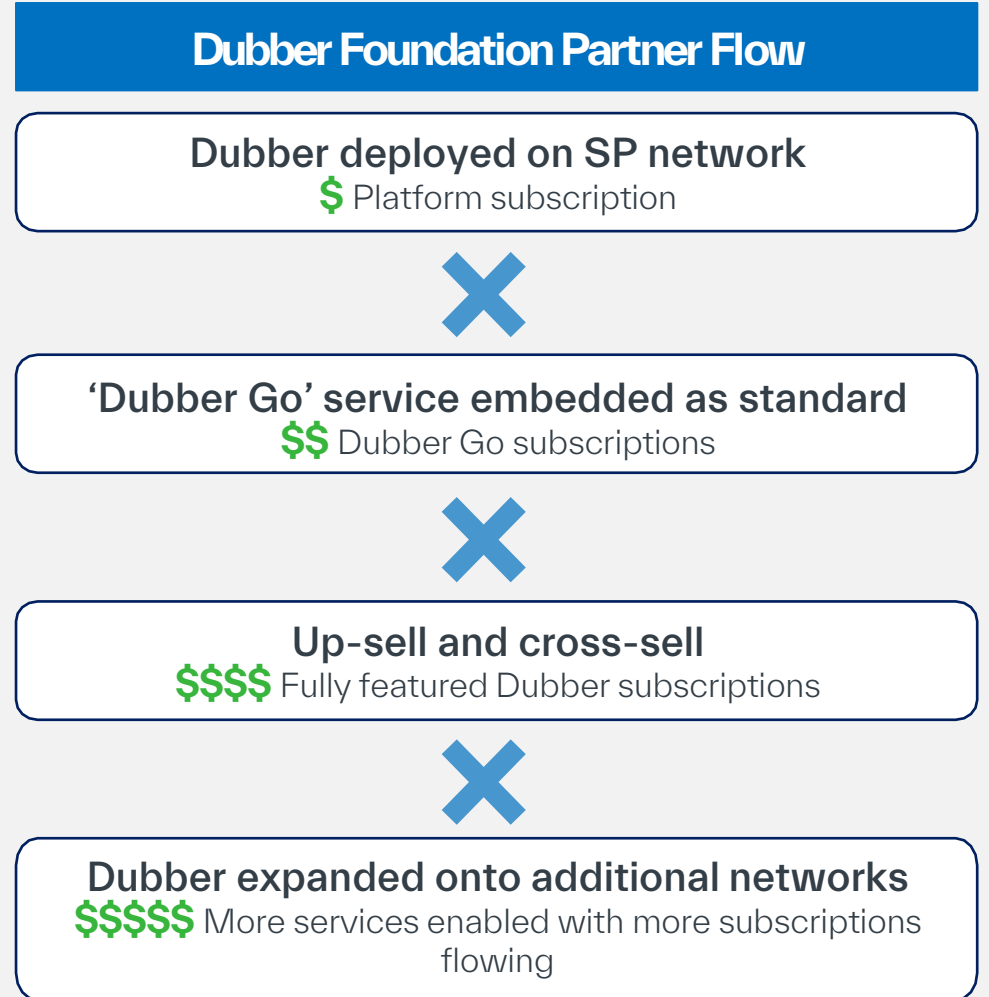 Dubber Foundation Partner Flow
Dubber deployed on SP network
$ Platform subscription
‘Dubber Go’ service embedded as standard
$$ Dubber Go subscriptions
Up-sell and cross-sell
$$$$ Fully featured Dubber subscriptions
Dubber expanded onto additional networks
$$$$$ More services enabled with more subscriptions
flowing